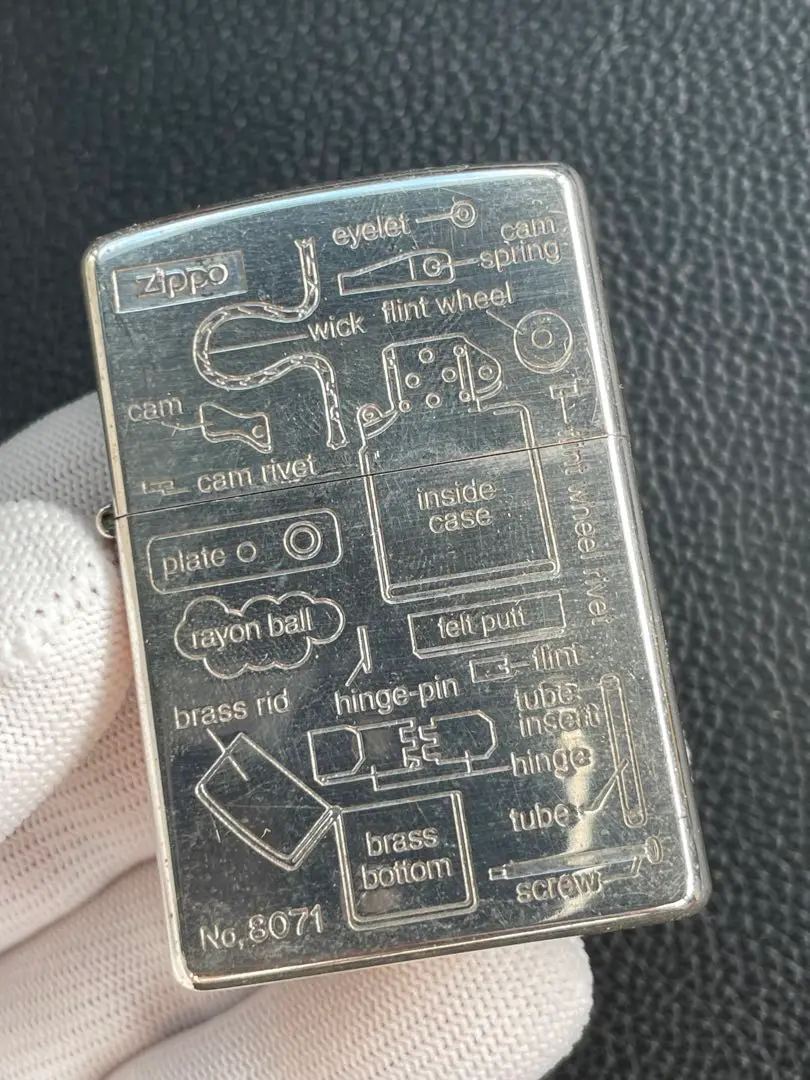 zippo
eyelet
cam
spring
wick
flint wheel
cam
cam rivet
inside
case
flint wheel rivet
plate
rayon ball
felt putt
flint
hinge-pin
brass rid
tube
insert
hinge
tube
brass
bottom
screw
No,8071